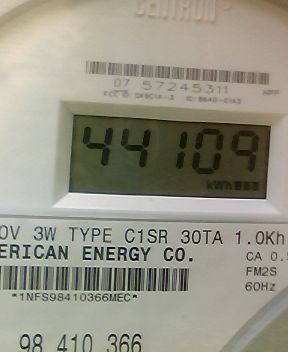 CENTRON
07 57245311
44109
kWh
0V 3W TYPE C1SR 30TA 1.0Kh
ERICAN ENERGY CO.
CA 0.5
FM2S
*1NFS98410366MEC*
60Hz
98 410 366